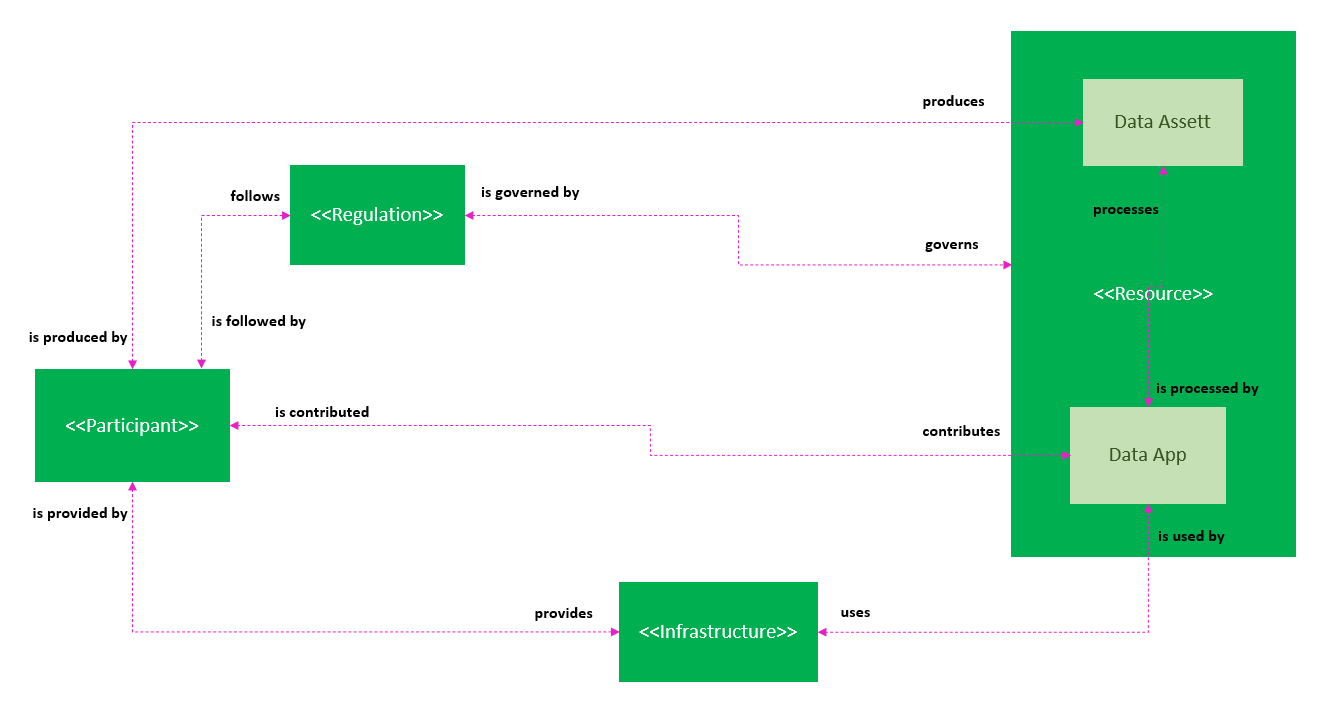 produces
Data Assett
follows
<<Regulation>>
is governed by
processes
governs
<<Resource>>
is followed by
is produced by
is processed by
<<Participant>>
is contributed
contributes
Data App
is provided by
is used by
provides
<<Infrastructure>>
uses